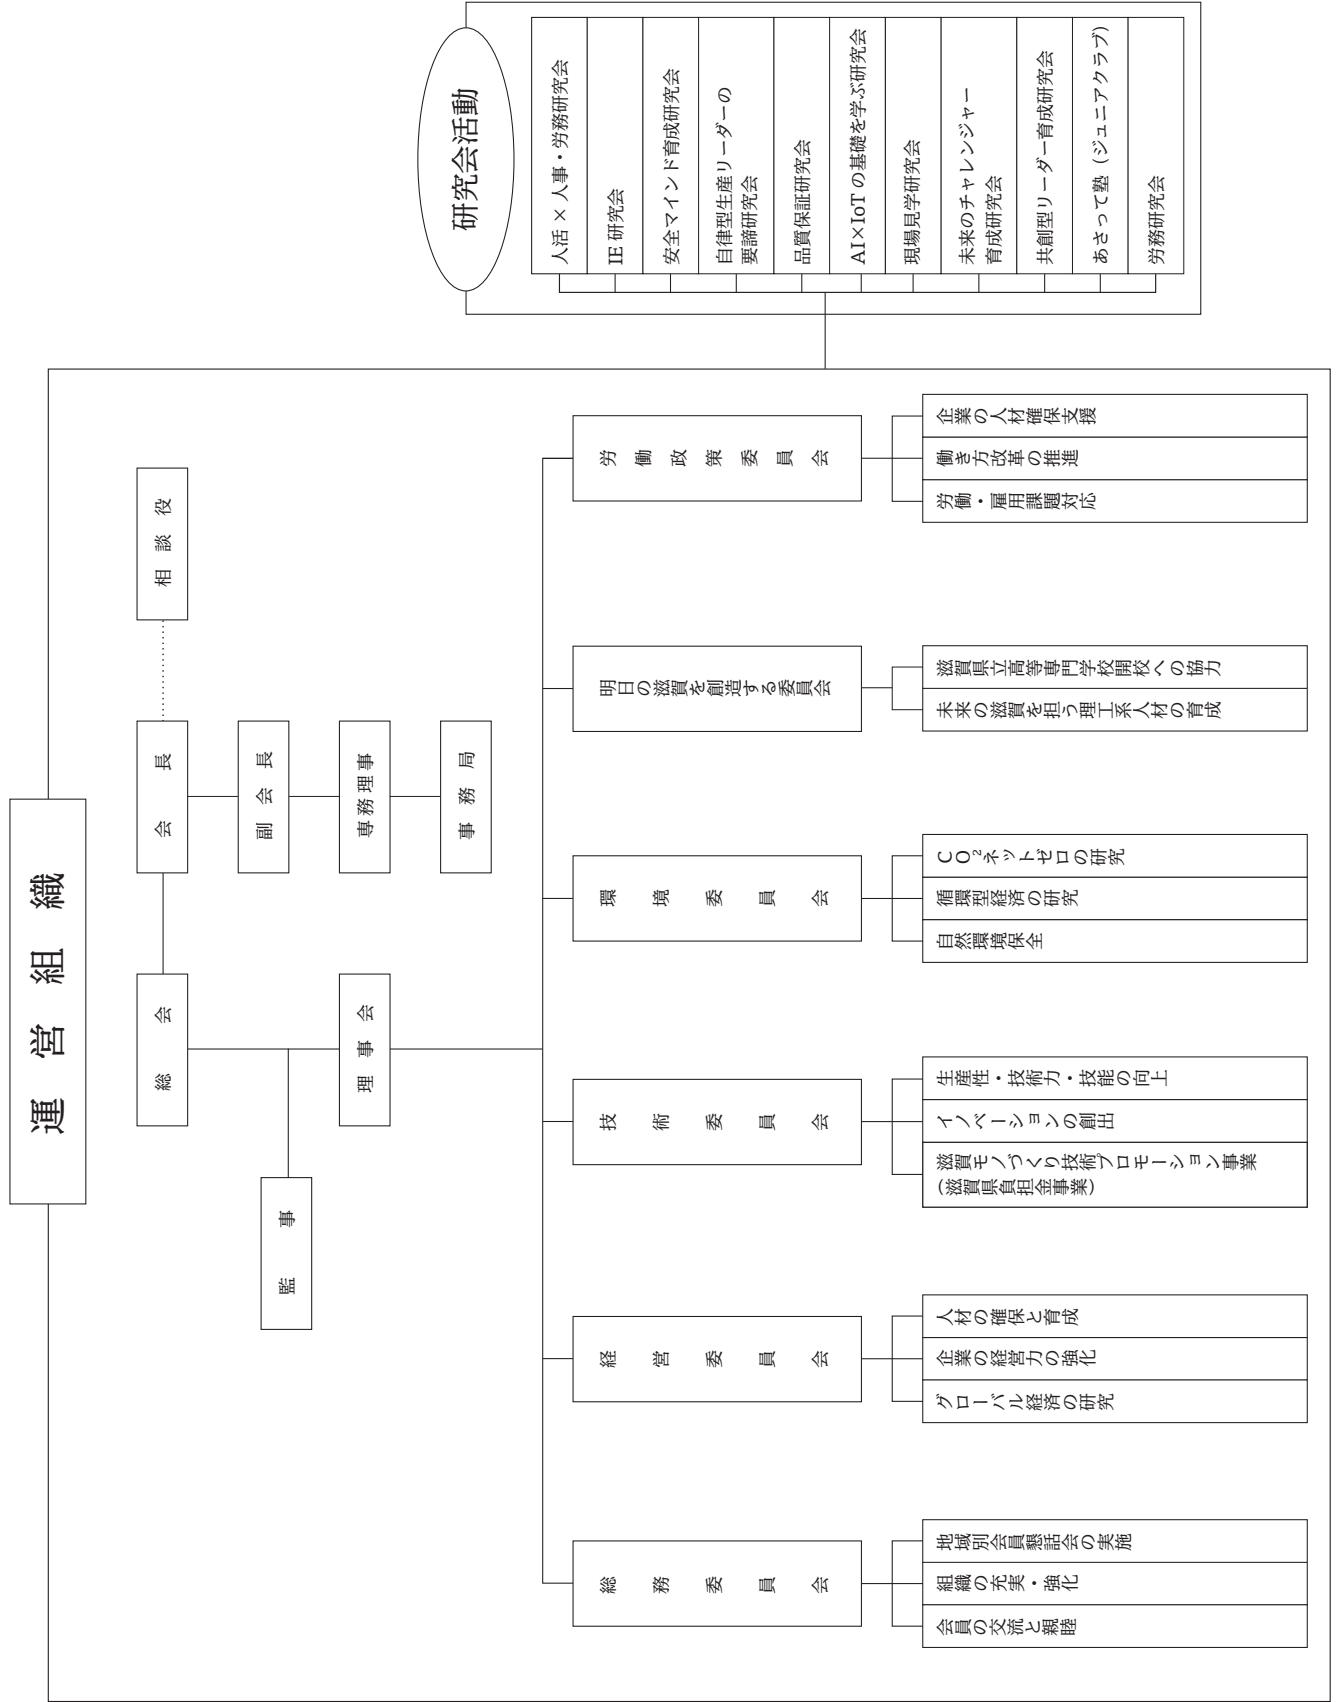 運営組織
総会
会長
相談役
副会長
監事
理事会
専務理事
事務局
総務委員会
会員の交流と親睦
組織の充実・強化
地域別会員懇話会の実施
経営委員会
グローバル経済の研究
企業の経営力の強化
人材の確保と育成
技術委員会
滋賀モノづくり技術プロモーション事業
(滋賀県負担金事業)
イノベーションの創出
生産性・技術力・技能の向上
環境委員会
自然環境保全
循環型経済の研究
CO²ネットゼロの研究
明日の滋賀を創造する委員会
未来の滋賀を担う理工系人材の育成
滋賀県立高等専門学校開校への協力
労働政策委員会
労働・雇用課題対応
働き方改革の推進
企業の人材確保支援
研究会活動
人活 × 人事・労務研究会
IE 研究会
安全マインド育成研究会
自律型生産リーダーの
要諦研究会
品質保証研究会
AI×IoT の基礎を学ぶ研究会
現場見学研究会
未来のチャレンジャー
育成研究会
共創型リーダー育成研究会
あさって塾（ジュニアクラブ）
労務研究会